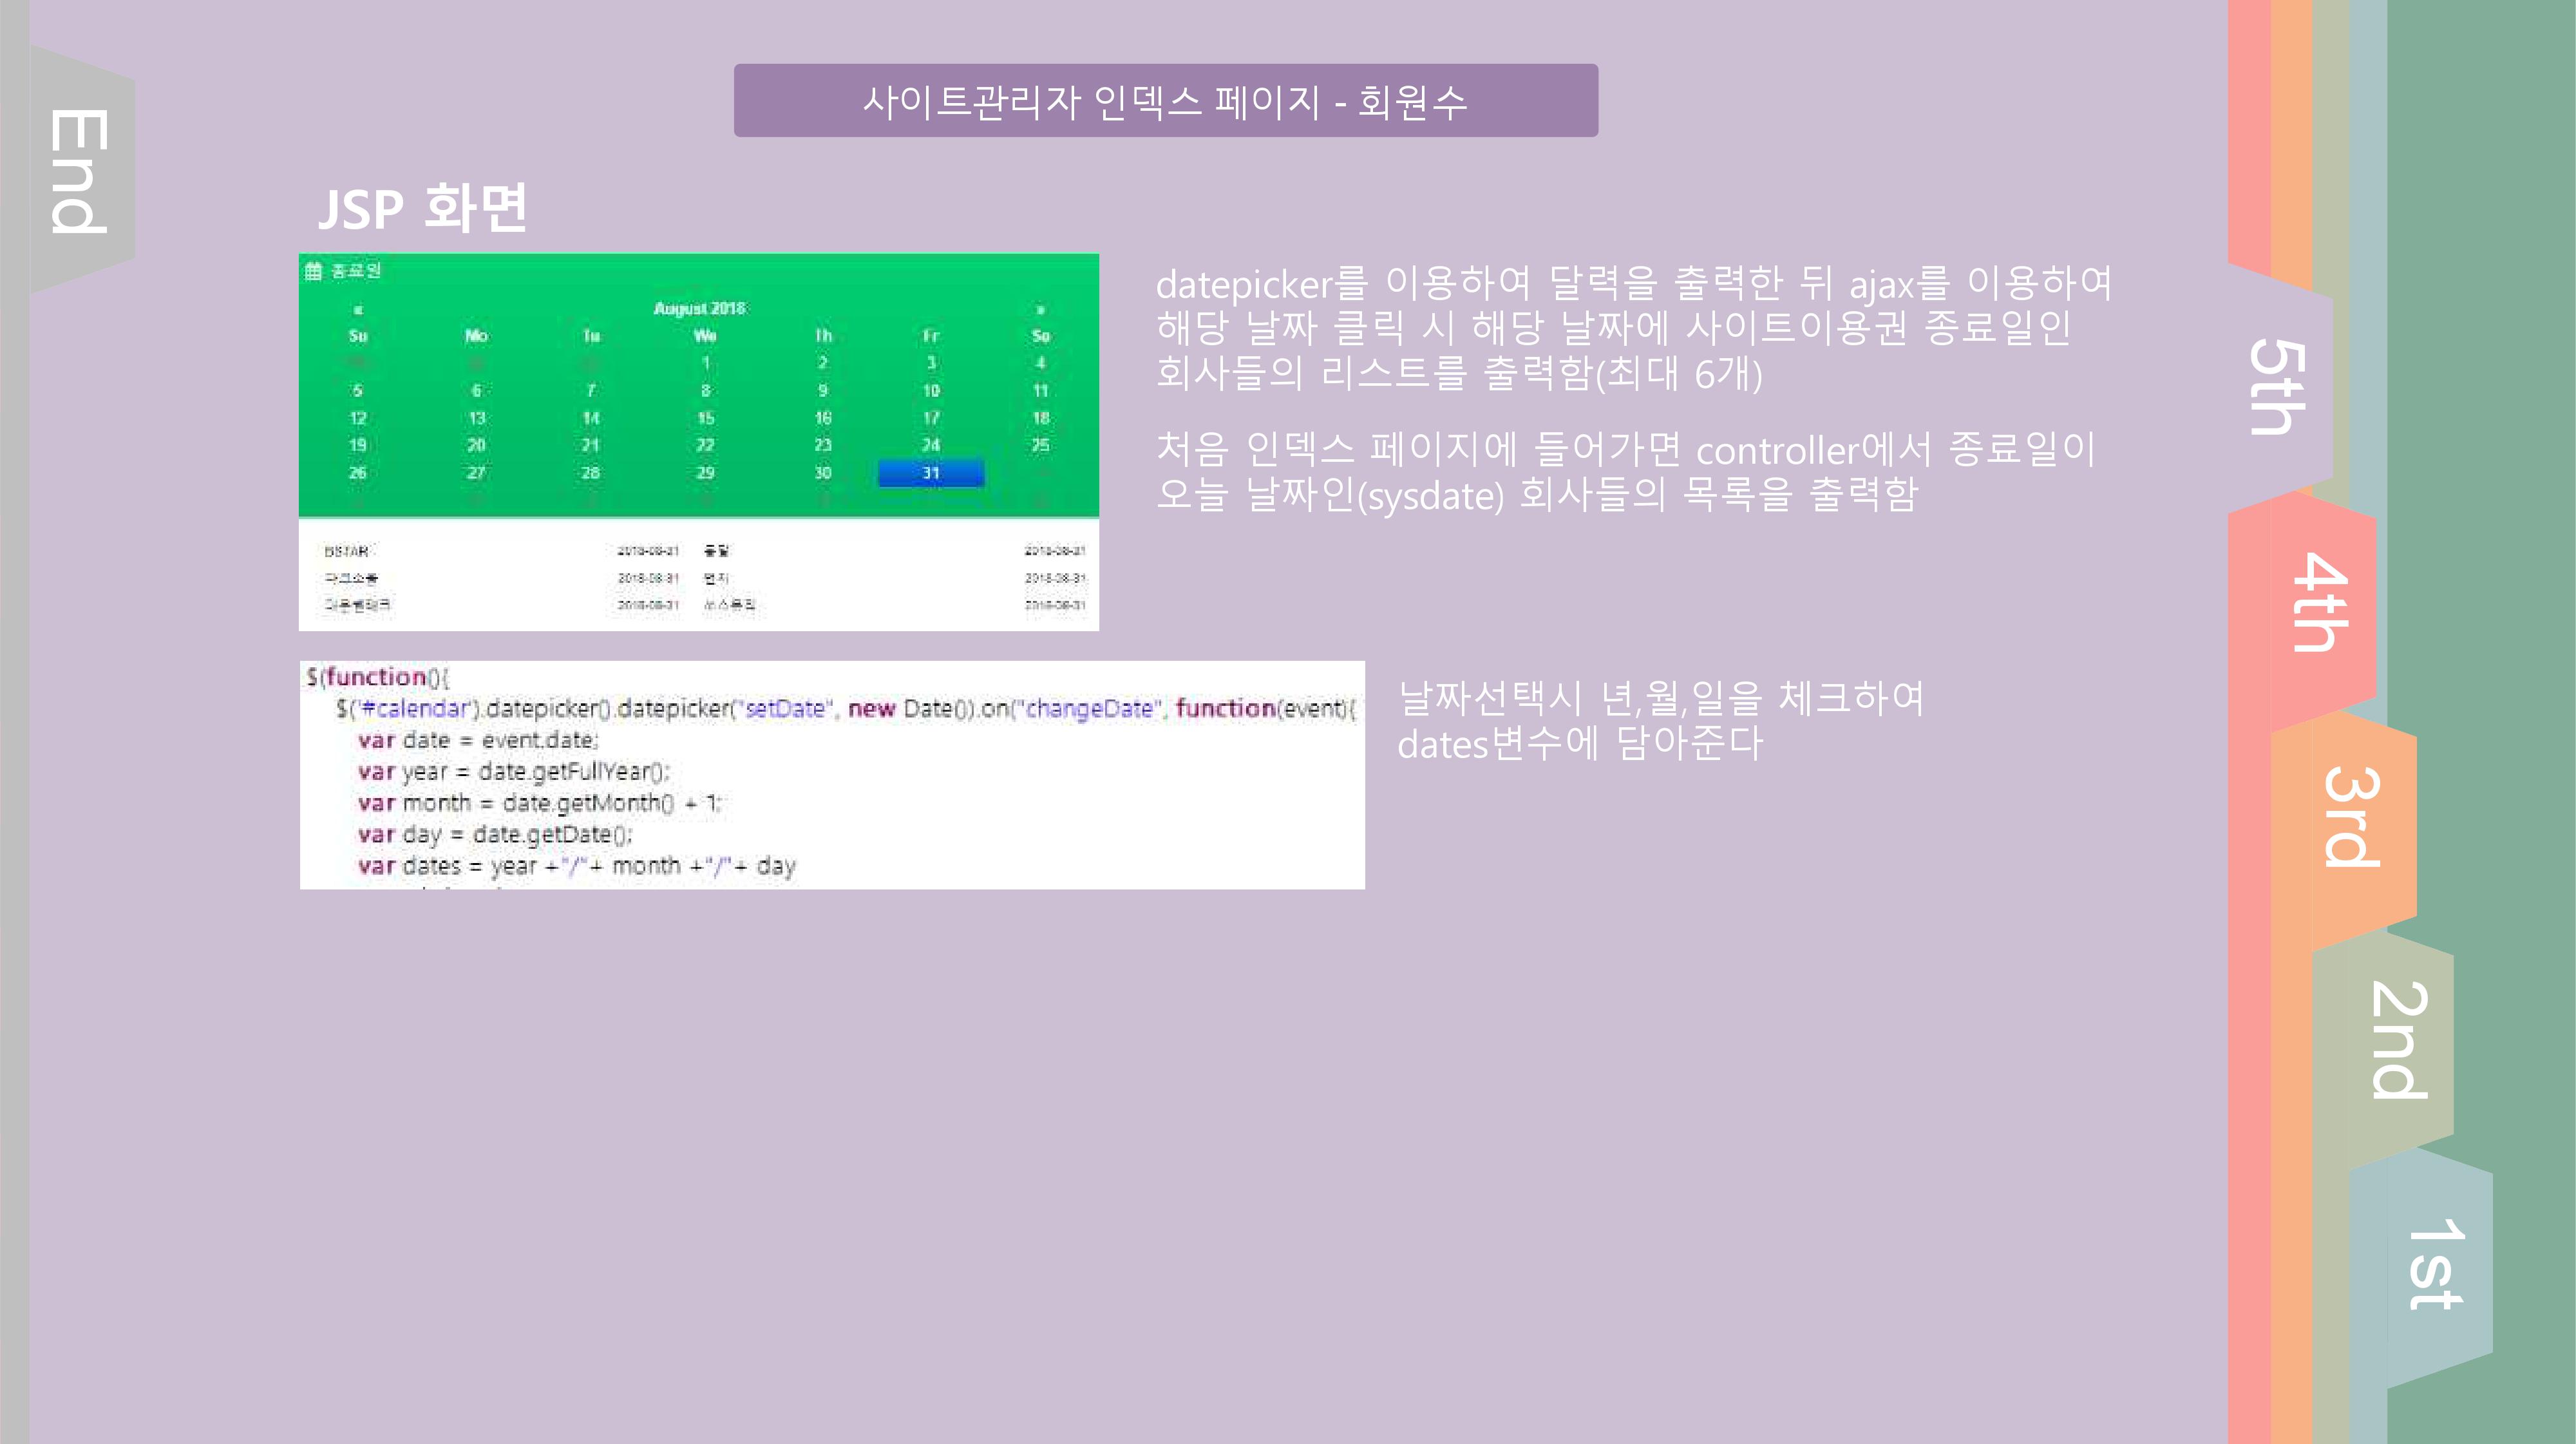 End
사이트관리자 인덱스 페이지 - 회원수
JSP 화면
종료원
« August 2018 »
Su Mo Tu We Th Fr Sa
1 2 3 4
5 6 7 8 9 10 11
12 13 14 15 16 17 18
19 20 21 22 23 24 25
26 27 28 29 30 31
BSTAR 2018-08-31 2018-08-31
2018-08-31 먼지 2018-08-31
2018-08-31 2018-08-31
datepicker를 이용하여 달력을 출력한 뒤 ajax를 이용하여
해당 날짜 클릭 시 해당 날짜에 사이트이용권 종료일인
회사들의 리스트를 출력함(최대 6개)
처음 인덱스 페이지에 들어가면 controller에서 종료일이
오늘 날짜인(sysdate) 회사들의 목록을 출력함
$(function(){
$('#calendar').datepicker().datepicker("setDate", new Date()).on("changeDate", function(event){
var date = event.date;
var year = date.getFullYear();
var month = date.getMonth() + 1;
var day = date.getDate();
var dates = year +"/"+ month +"/"+ day
날짜선택시 년,월,일을 체크하여
dates변수에 담아준다
5th
4th
3rd
2nd
1st